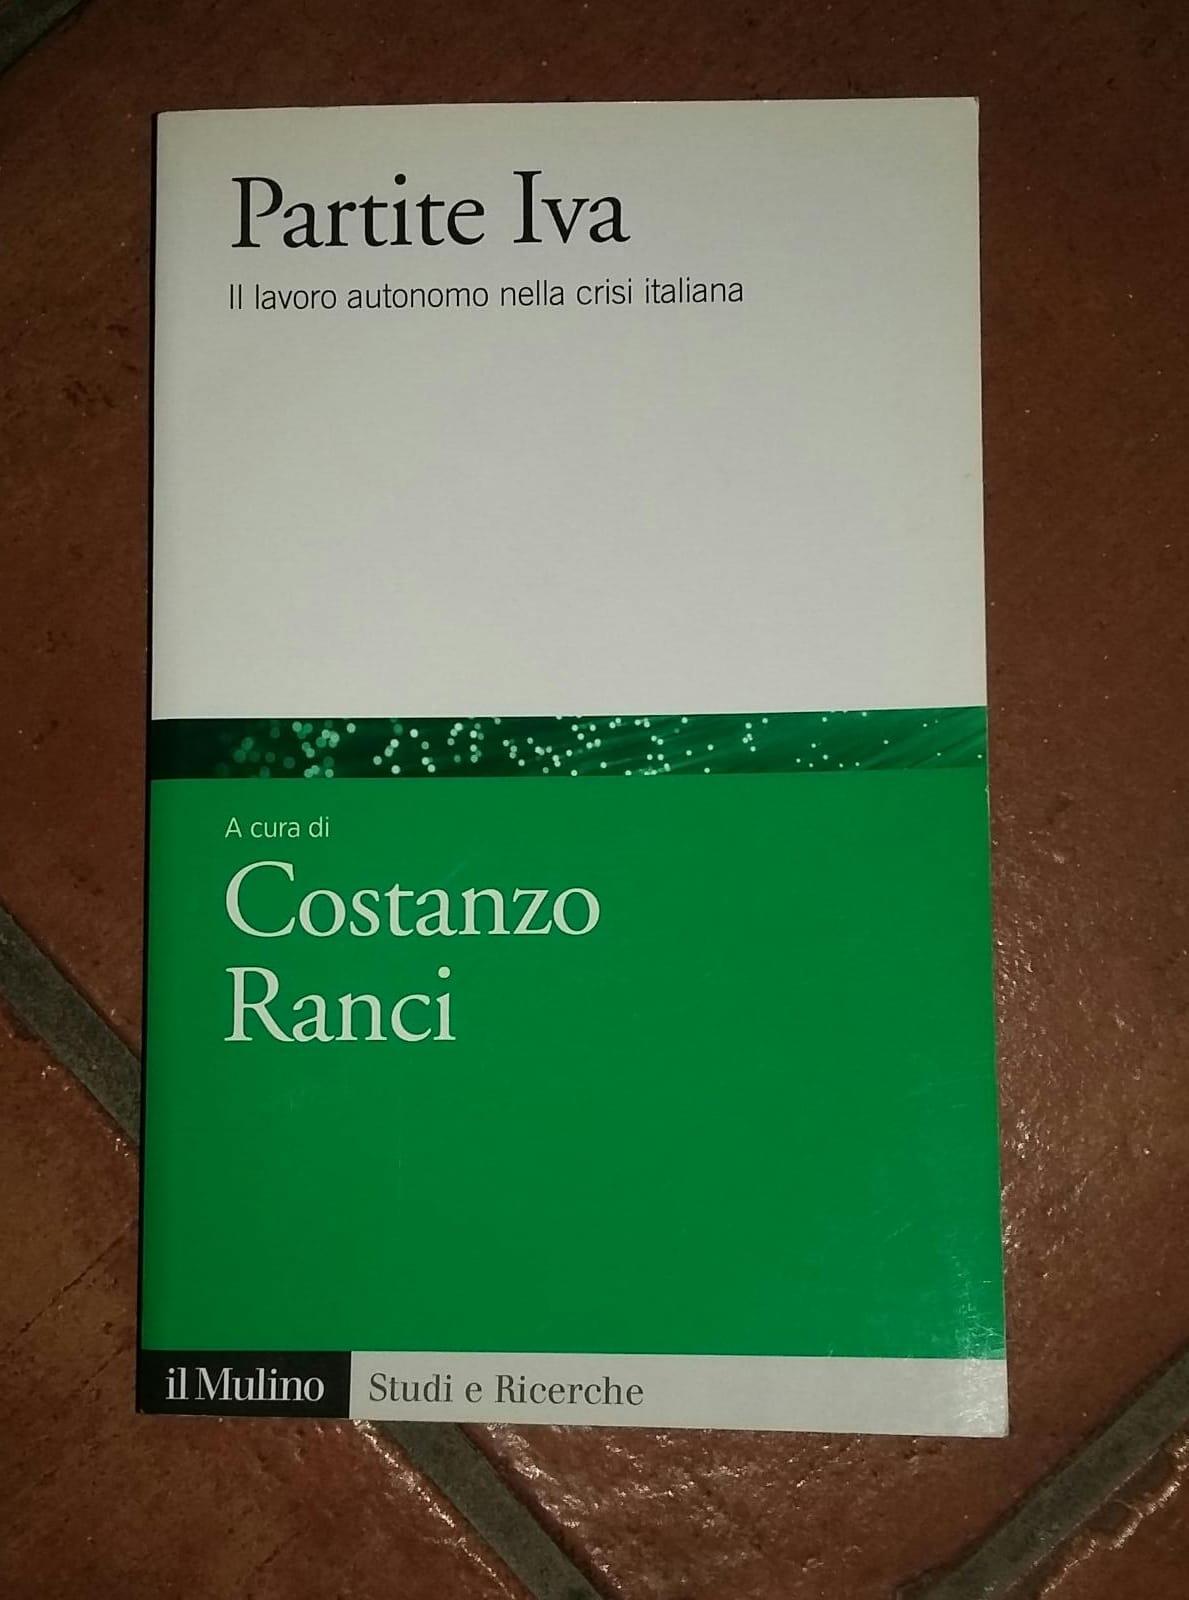 Partite Iva
Il lavoro autonomo nella crisi italiana
A cura di
Costanzo
Ranci
il Mulino
Studi e Ricerche